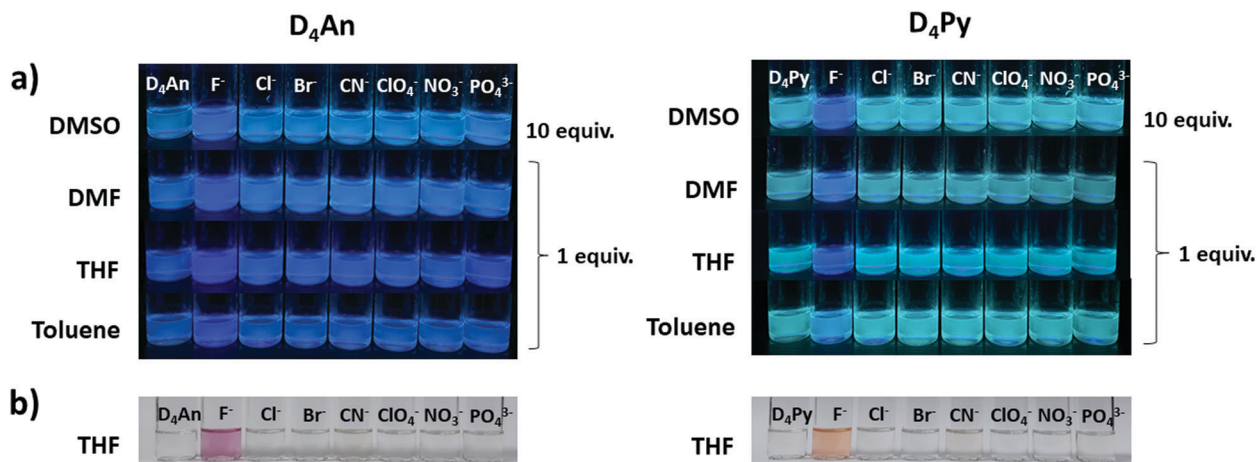 D₄An
D₄Py
a)
D₄An F⁻ Cl⁻ Br⁻ CN⁻ ClO₄⁻ NO₃⁻ PO₄³⁻
D₄Py F⁻ Cl⁻ Br⁻ CN⁻ ClO₄⁻ NO₃⁻ PO₄³⁻
DMSO
10 equiv.
DMSO
10 equiv.
DMF
DMF
1 equiv.
1 equiv.
THF
THF
Toluene
Toluene
b)
D₄An F⁻ Cl⁻ Br⁻ CN⁻ ClO₄⁻ NO₃⁻ PO₄³⁻
D₄Py F⁻ Cl⁻ Br⁻ CN⁻ ClO₄⁻ NO₃⁻ PO₄³⁻
THF
THF